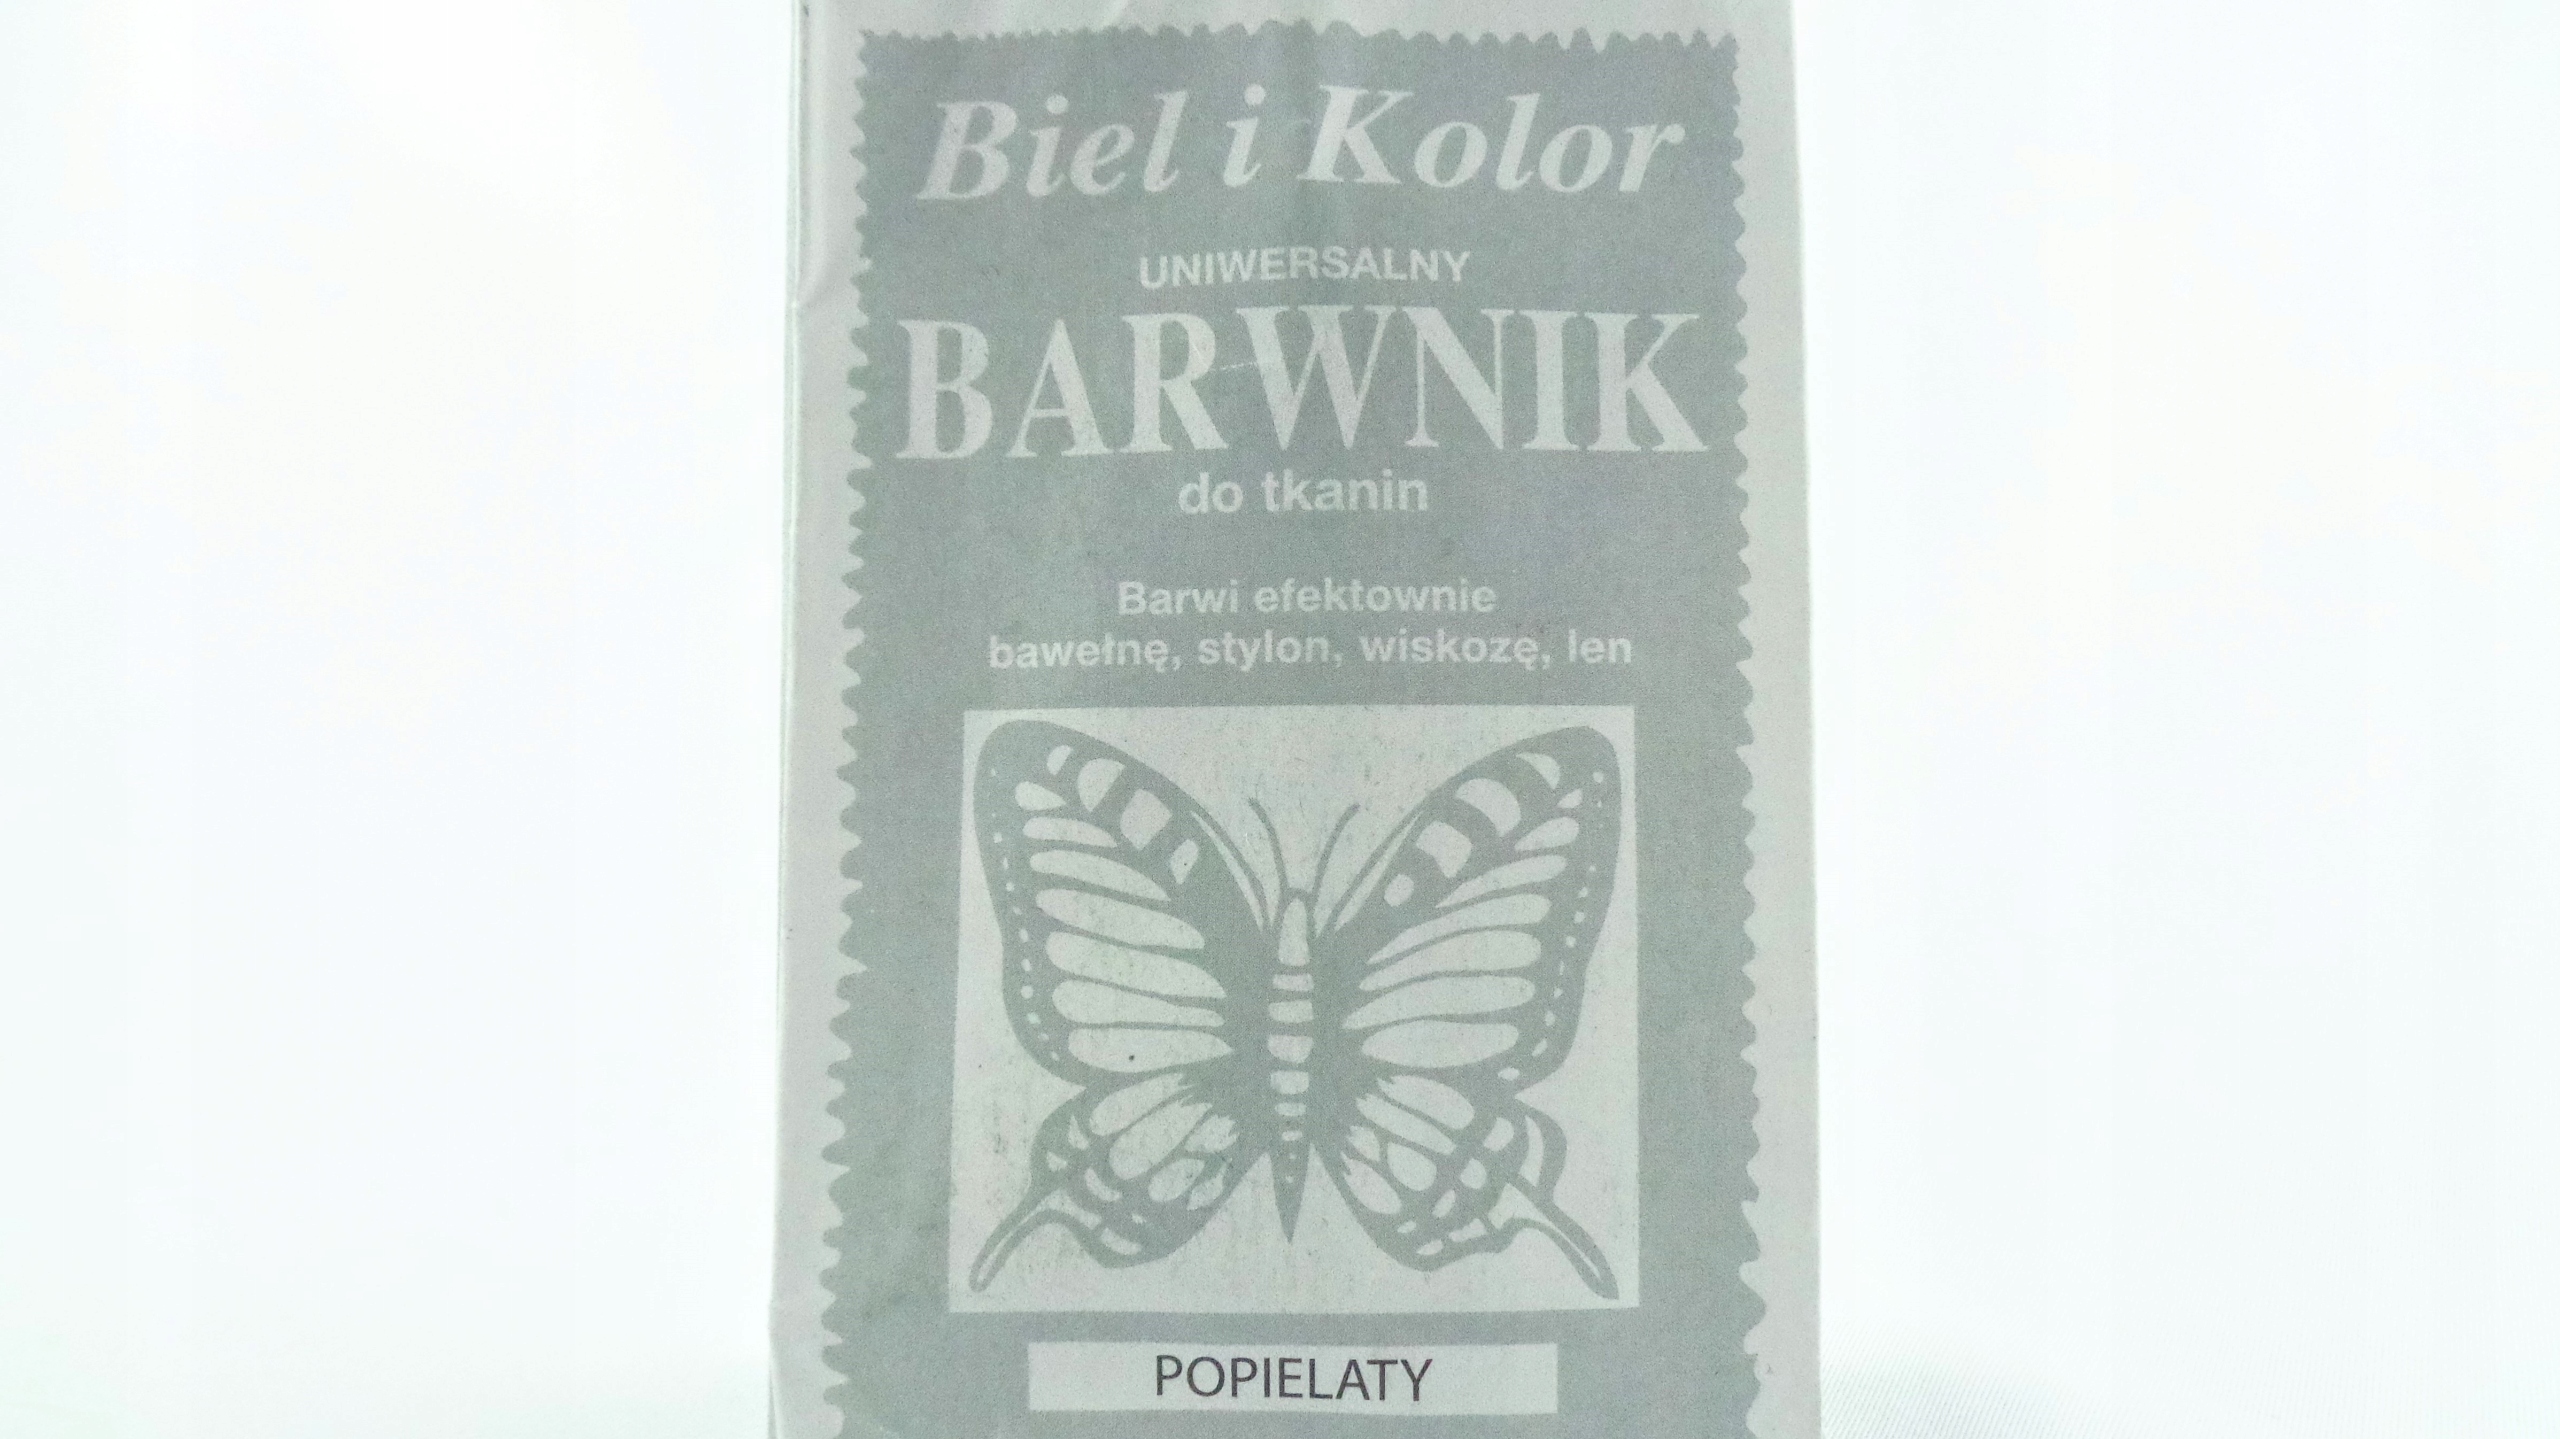 Biel i Kolor
UNIWERSALNY
BARWNIK
do tkanin
Barwi efektownie
bawełnę, stylon, wiskozę, len
POPIELATY